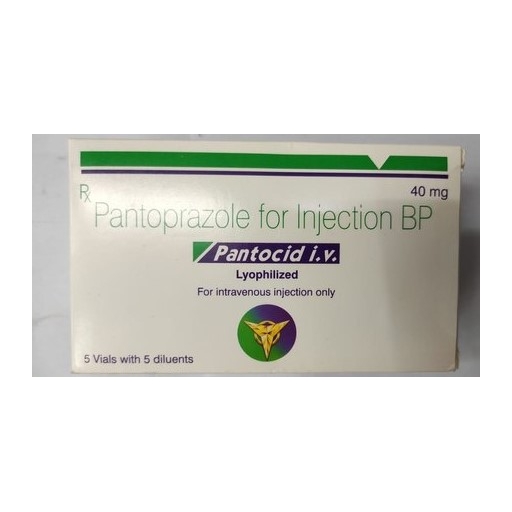 Rx
40 mg
Pantoprazole for Injection BP
Pantocid i.v.
Lyophilized
For intravenous injection only
5 Vials with 5 diluents